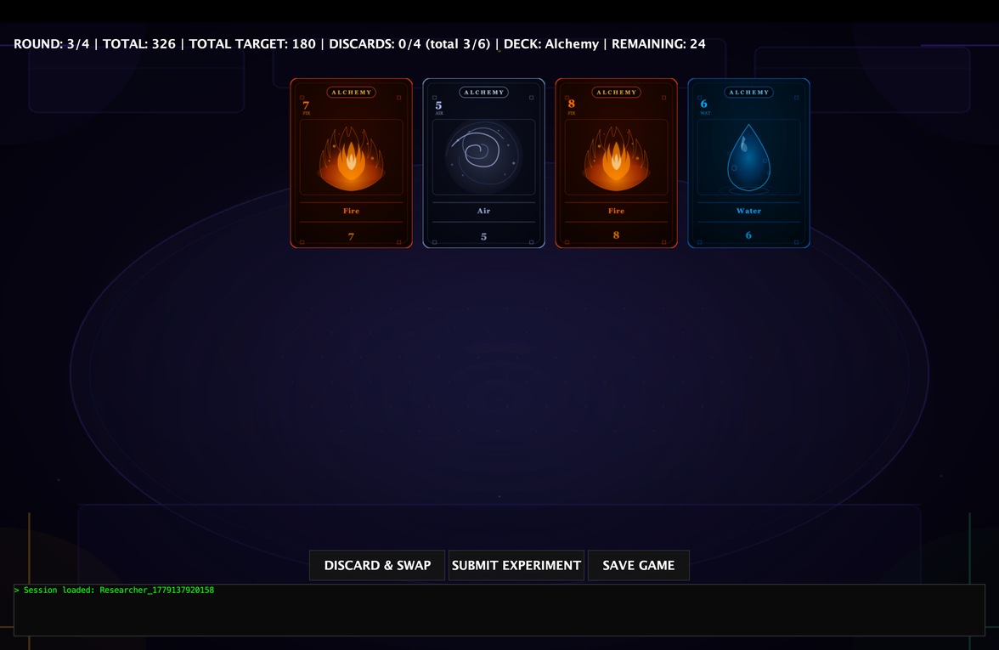 ROUND: 3/4 | TOTAL: 326 | TOTAL TARGET: 180 | DISCARDS: 0/4 (total 3/6) | DECK: Alchemy | REMAINING: 24
ALCHEMY
7
FIR
Fire
7
ALCHEMY
5
AIR
Air
5
ALCHEMY
8
FIR
Fire
8
ALCHEMY
6
WAT
Water
6
DISCARD & SWAP
SUBMIT EXPERIMENT
SAVE GAME
> Session loaded: Researcher_1779137920158